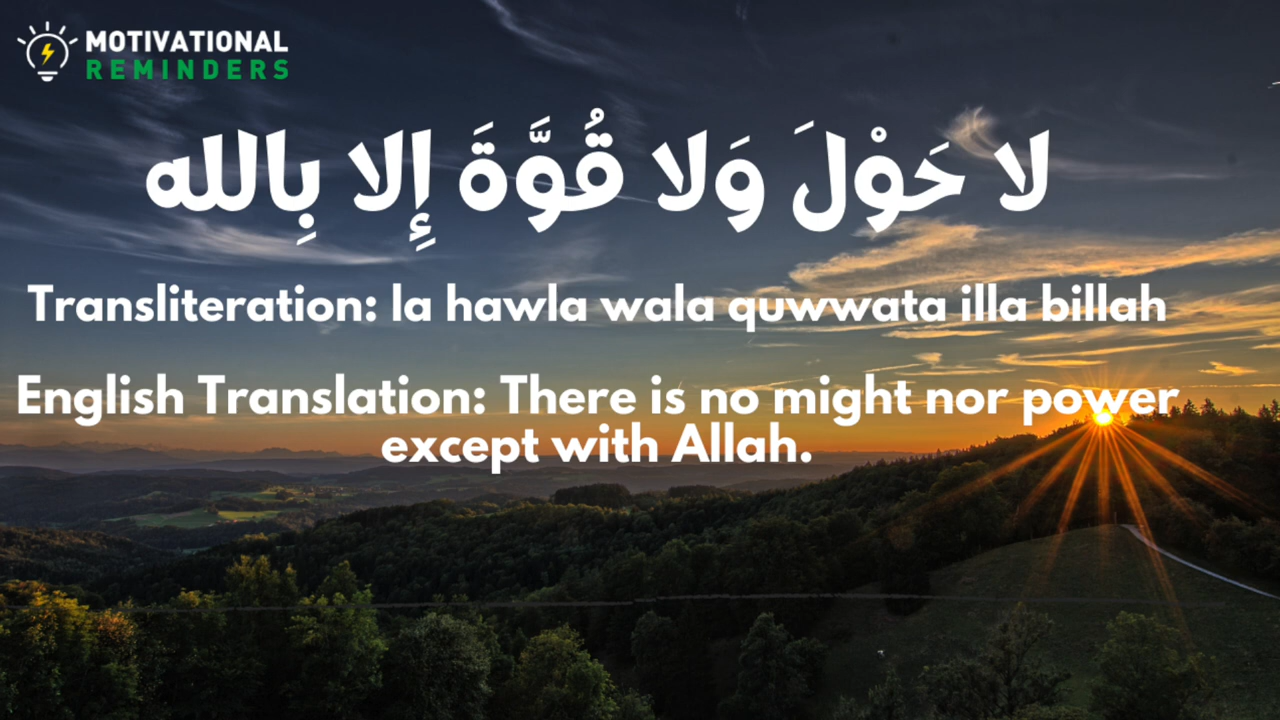 MOTIVATIONAL
REMINDERS
لا حَوْلَ وَلا قُوَّةَ إِلا بِالله
Transliteration: la hawla wala quwwata illa billah
English Translation: There is no might nor power
except with Allah.